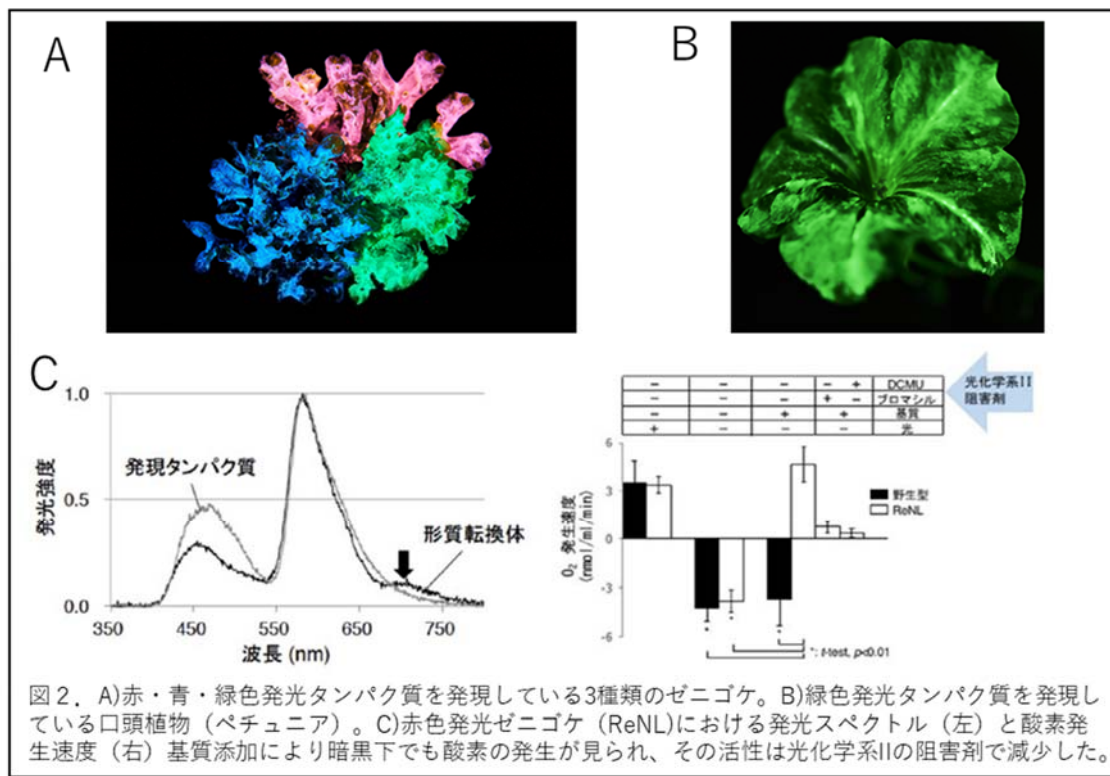 A
B
C
1.0
0.5
0.0
発光強度
発現タンパク質
形質転換体
350 450 550 650 750
波長 (nm)
－ － － － ＋ DCMU
－ － － ＋ － ブロマシル
－ － ＋ ＋ 基質
＋ － － － 光
光化学系II
阻害剤
6
3
0
-3
-6
O₂ 発生速度
(nmol/ml/min)
野生型
ReNL
* * *
*: t-test, p<0.01
図２．A)赤・青・緑色発光タンパク質を発現している3種類のゼニゴケ。B)緑色発光タンパク質を発現し
ている口頭植物（ペチュニア）。C)赤色発光ゼニゴケ（ReNL)における発光スペクトル（左）と酸素発
生速度（右）基質添加により暗黒下でも酸素の発生が見られ、その活性は光化学系IIの阻害剤で減少した。